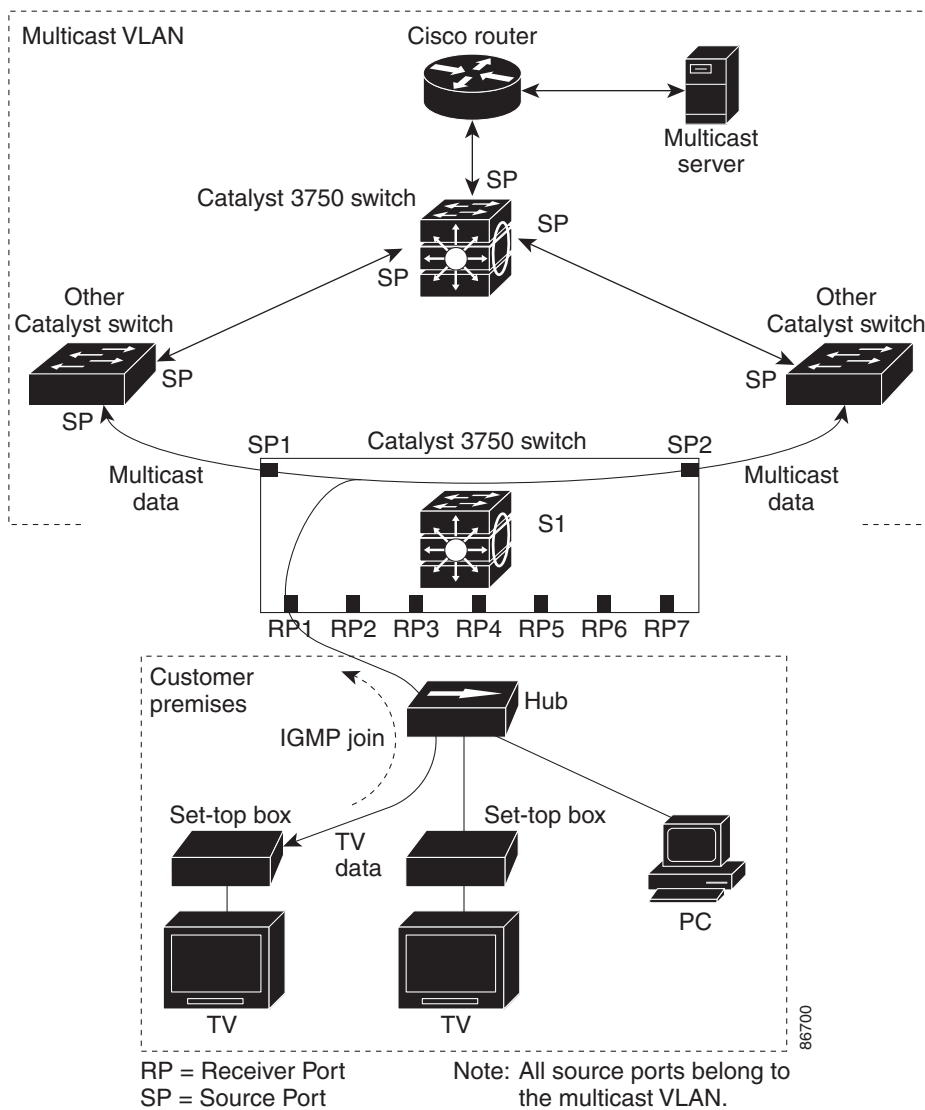 Multicast VLAN
Cisco router
Multicast
server
SP
Catalyst 3750 switch
SP
SP
Other
Catalyst switch
Other
Catalyst switch
SP
SP
SP
SP1
Catalyst 3750 switch
SP2
Multicast
data
Multicast
data
S1
RP1 RP2 RP3 RP4 RP5 RP6 RP7
Customer
premises
Hub
IGMP join
Set-top box
Set-top box
TV
data
PC
TV
TV
86700
RP = Receiver Port
SP = Source Port
Note: All source ports belong to
the multicast VLAN.